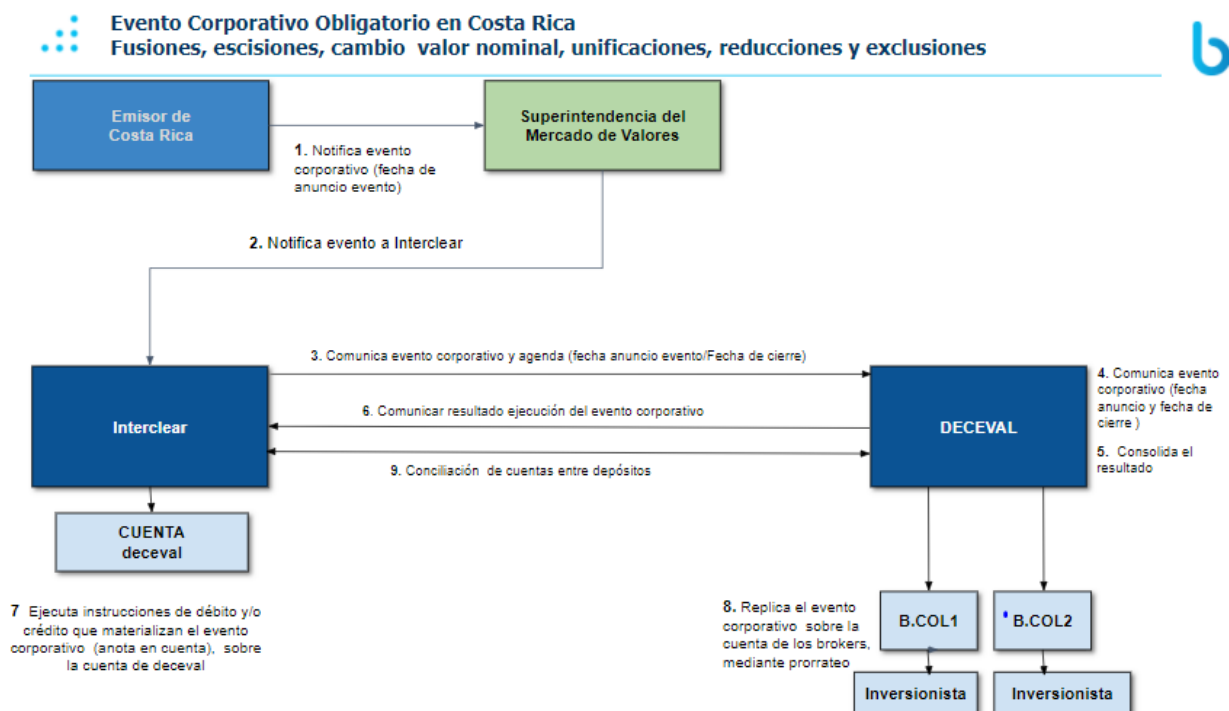 Evento Corporativo Obligatorio en Costa Rica
Fusiones, escisiones, cambio valor nominal, unificaciones, reducciones y exclusiones
b
Emisor de
Costa Rica
Superintendencia del
Mercado de Valores
1. Notifica evento
corporativo (fecha de
anuncio evento)
2. Notifica evento a Interclear
3. Comunica evento corporativo y agenda (fecha anuncio evento/Fecha de cierre)
Interclear
6. Comunicar resultado ejecución del evento corporativo
DECEVAL
4. Comunica evento
corporativo (fecha
anuncio y fecha de
cierre )
5. Consolida el
resultado
9. Conciliación de cuentas entre depósitos
CUENTA
deceval
7 Ejecuta instrucciones de débito y/o
crédito que materializan el evento
corporativo (anota en cuenta), sobre
la cuenta de deceval
8. Replica el evento
corporativo sobre la
cuenta de los brokers,
mediante prorrateo
B.COL1
B.COL2
Inversionista
Inversionista